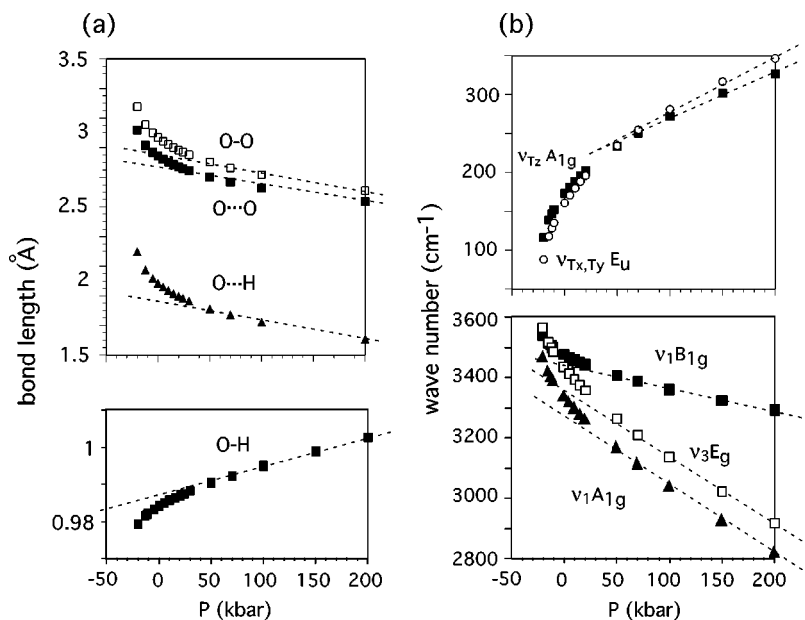 (a)
3.5
3
2.5
2
1.5
O-O
O···O
O···H
bond length (Å)
1
0.98
O-H
-50 0 50 100 150 200
P (kbar)
(b)
300
200
100
0
νTz A1g
νTx,Ty Eu
wave number (cm-1)
3600
3400
3200
3000
2800
ν1B1g
ν3Eg
ν1A1g
-50 0 50 100 150 200
P (kbar)